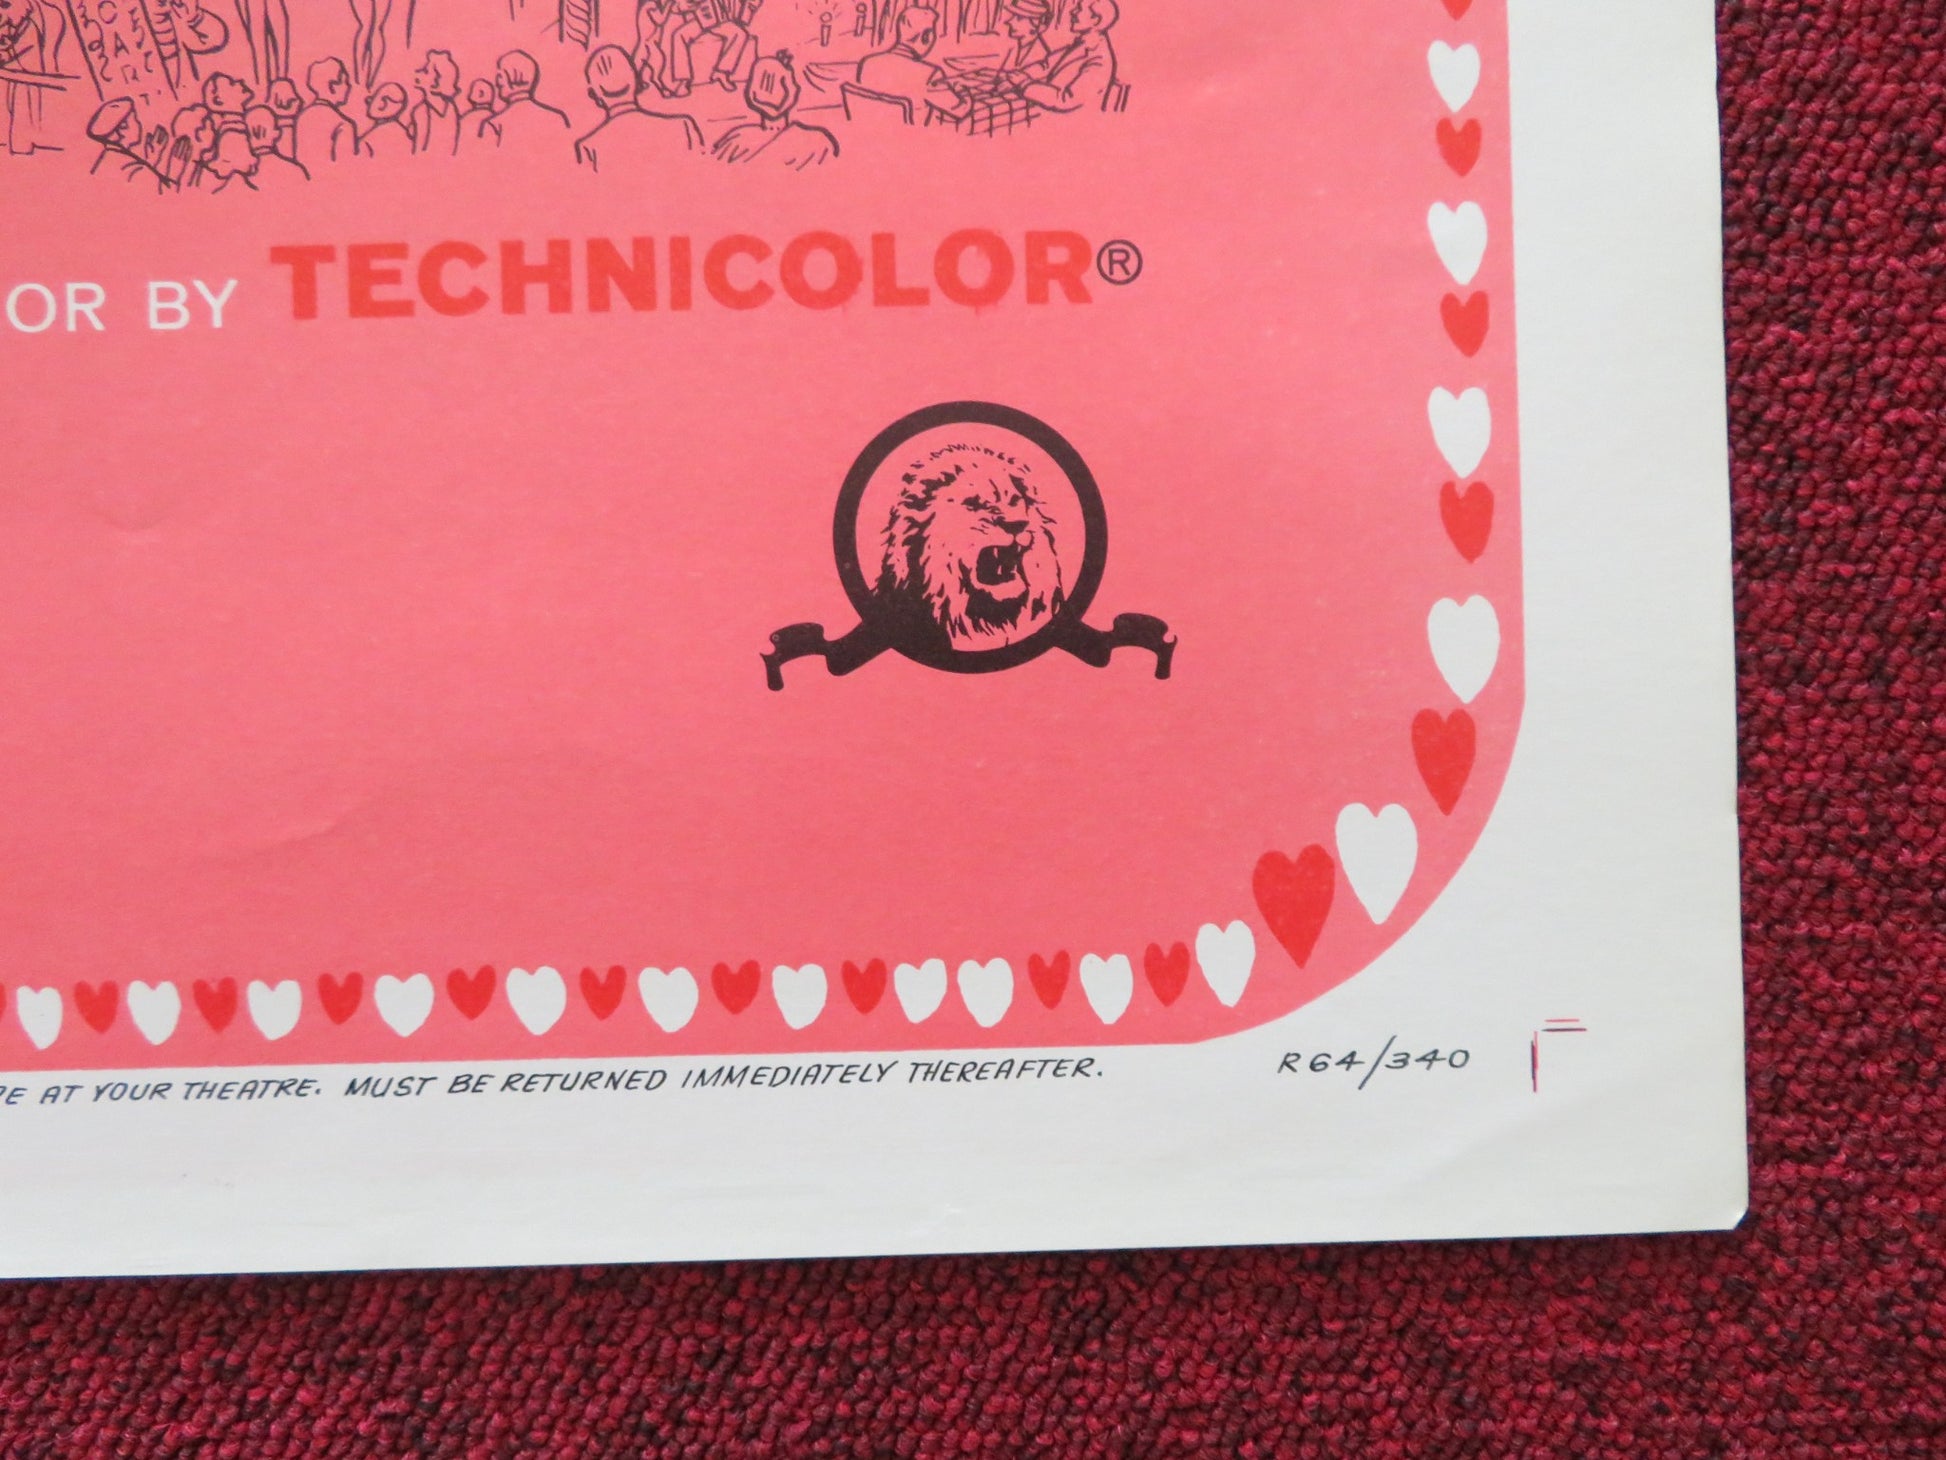 OR BY TECHNICOLOR®
AT YOUR THEATRE. MUST BE RETURNED IMMEDIATELY THEREAFTER.
R64/340